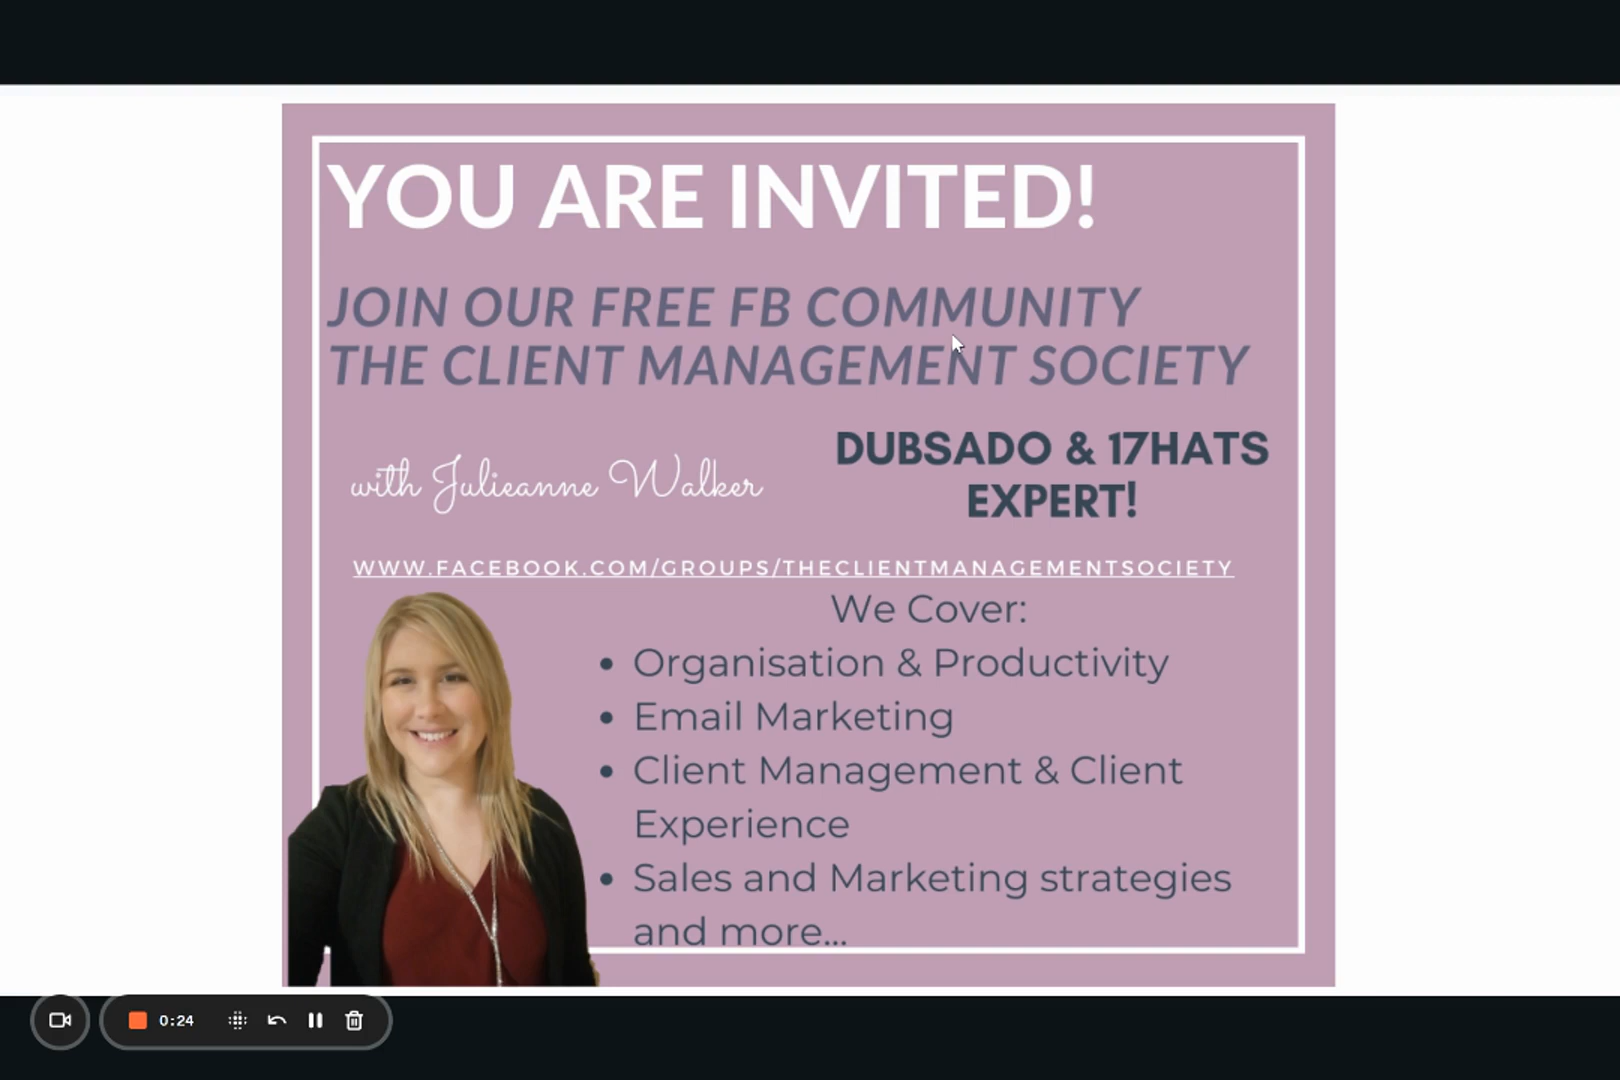 YOU ARE INVITED!
JOIN OUR FREE FB COMMUNITY
THE CLIENT MANAGEMENT SOCIETY
with Julieanne Walker
DUBSADO & 17HATS
EXPERT!
WWW.FACEBOOK.COM/GROUPS/THECLIENTMANAGEMENTSOCIETY
We Cover:
• Organisation & Productivity
• Email Marketing
• Client Management & Client
Experience
• Sales and Marketing strategies
and more...
0:24